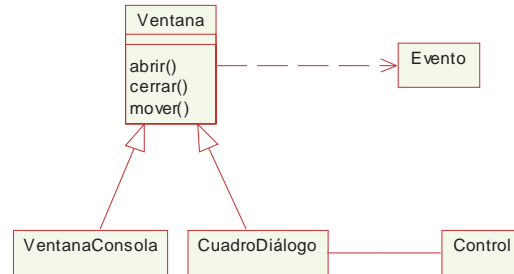 Ventana
abrir()
cerrar()
mover()
Evento
VentanaConsola
CuadroDiálogo
Control